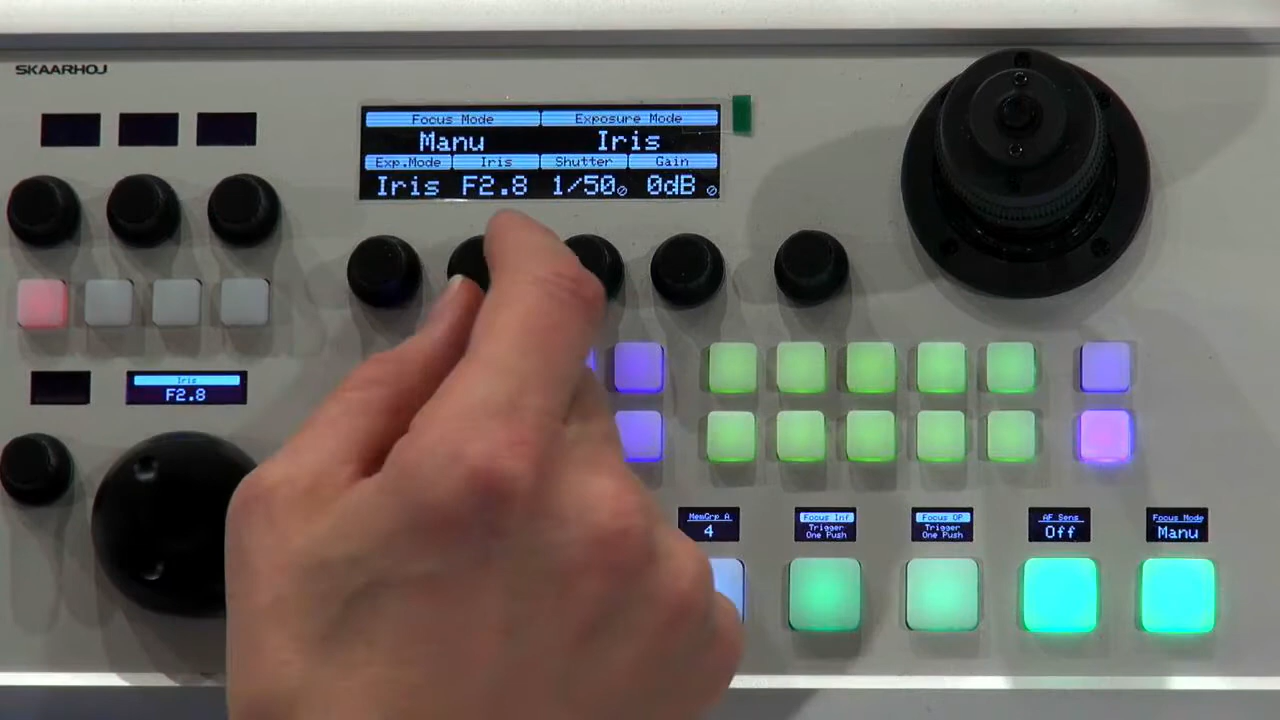 SKAARHOJ
Focus Mode Exposure Mode
Manu Iris
Exp.Mode Iris Shutter Gain
Iris F2.8 1/50 0dB
Iris
F2.8
MemGrp A
4
Focus Inf
Trigger
One Push
Focus OP
Trigger
One Push
AF Sens
Off
Focus Mode
Manu